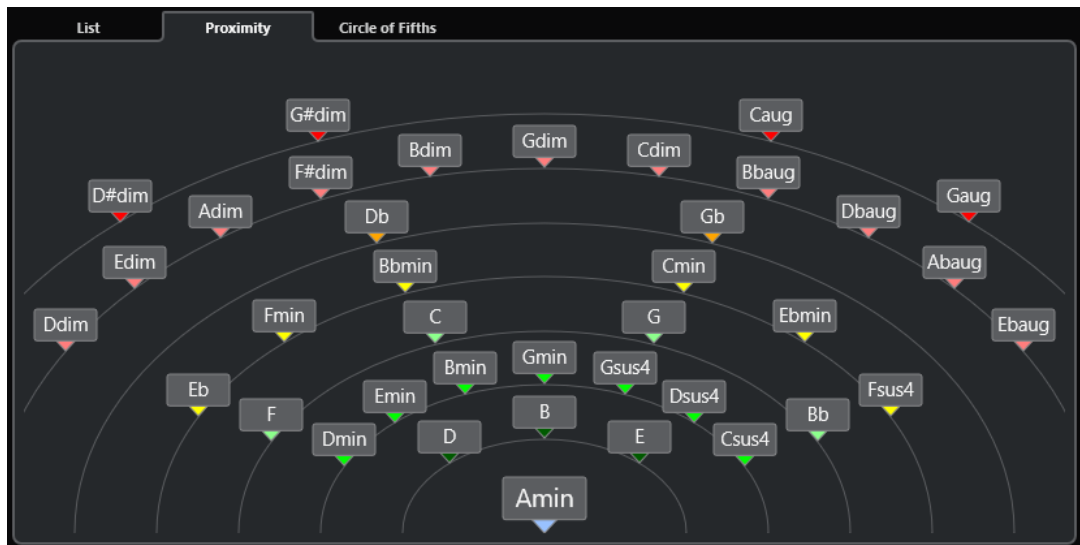 List Proximity Circle of Fifths
G#dim Caug
Bdim Gdim Cdim
F#dim Bbaug
D#dim Adim Db Gb Dbaug Gaug
Edim Bbmin Cmin Abaug
Ddim Fmin C G Ebmin Ebaug
Bmin Gmin Gsus4
Eb Emin Dsus4 Fsus4
F B Bb
Dmin D E Csus4
Amin